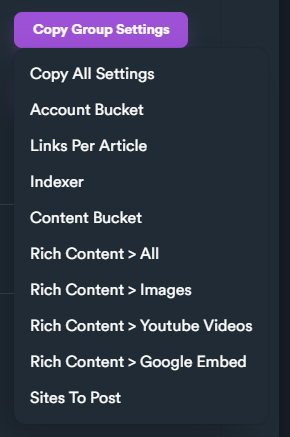 Copy Group Settings
Copy All Settings
Account Bucket
Links Per Article
Indexer
Content Bucket
Rich Content > All
Rich Content > Images
Rich Content > Youtube Videos
Rich Content > Google Embed
Sites To Post